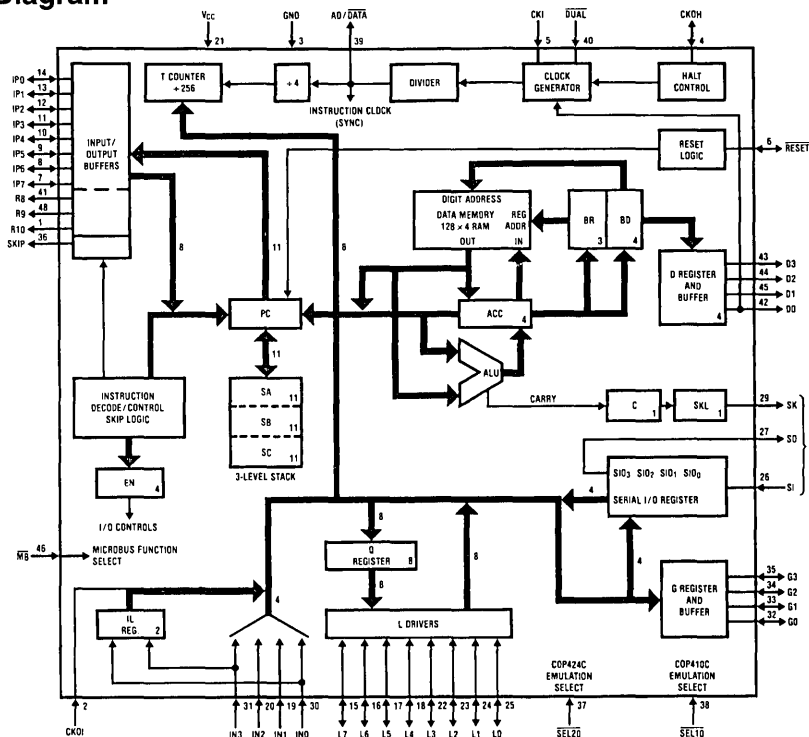 Diagram
VCC GND AD/DATA CKI DUAL CKOH
21 3 39 5 40 4
T COUNTER
÷256
÷4
DIVIDER
CLOCK
GENERATOR
HALT
CONTROL
INSTRUCTION CLOCK
(SYNC)
IP0 14
IP1 13
IP2 12
IP3 11
IP4 10
IP5 9
IP6 8
IP7 7
R8 41
R9 48
R10 1
SKIP 36
INPUT/
OUTPUT
BUFFERS
8
11
8
RESET
LOGIC
6 RESET
DIGIT ADDRESS
DATA MEMORY
128 × 4 RAM
REG
ADDR
OUT IN
BR
3
BD
4
D REGISTER
AND
BUFFER
4
43 D3
44 D2
45 D1
42 D0
PC
ACC
4
11
ALU
CARRY
C
1
SKL
1
29 SK
27 SO
26 SI
INSTRUCTION
DECODE/CONTROL
SKIP LOGIC
SA 11
SB 11
SC 11
3-LEVEL STACK
EN
4
I/O CONTROLS
SIO3 SIO2 SIO1 SIO0
SERIAL I/O REGISTER
4
4
MB 46
MICROBUS FUNCTION
SELECT
8
Q
REGISTER
8
8
8
4
G REGISTER
AND
BUFFER
35 G3
34 G2
33 G1
32 G0
IL
REG.
2
L DRIVERS
COP424C
EMULATION
SELECT
COP410C
EMULATION
SELECT
2 31 20 19 30 15 16 17 18 22 23 24 25 37 38
CKOI IN3 IN2 IN1 IN0 L7 L6 L5 L4 L3 L2 L1 L0 SEL20 SEL10